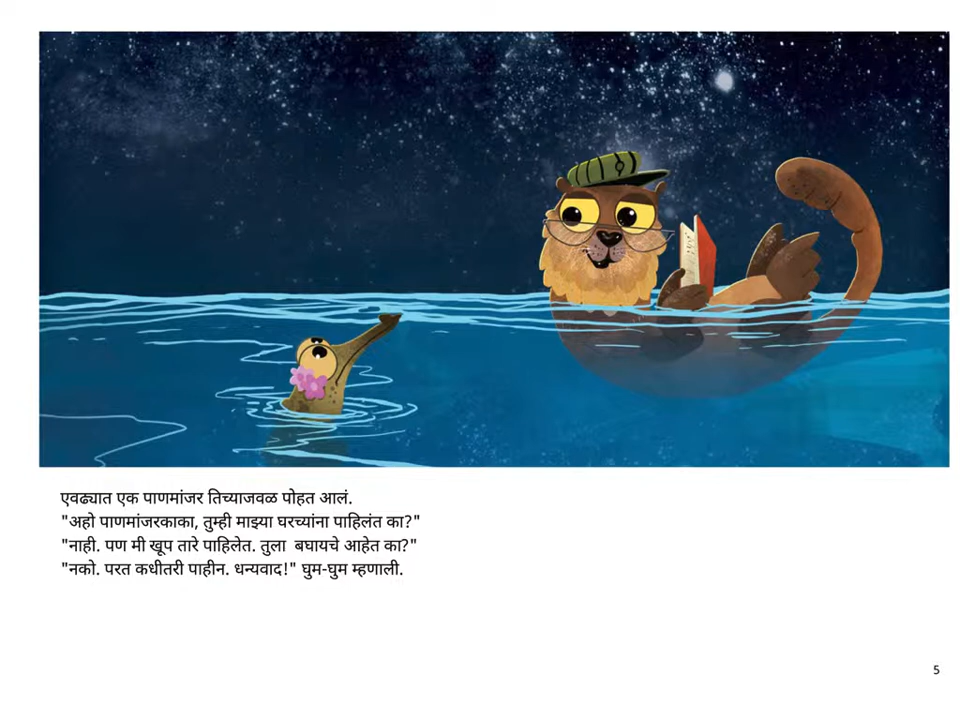 एवढ्यात एक पाणमांजर तिच्याजवळ पोहत आलं.
"अहो पाणमांजरकाका, तुम्ही माझ्या घरच्यांना पाहिलंत का?"
"नाही. पण मी खूप तारे पाहिलेत. तुला  बघायचे आहेत का?"
"नको. परत कधीतरी पाहीन. धन्यवाद!" घुम-घुम म्हणाली.
5